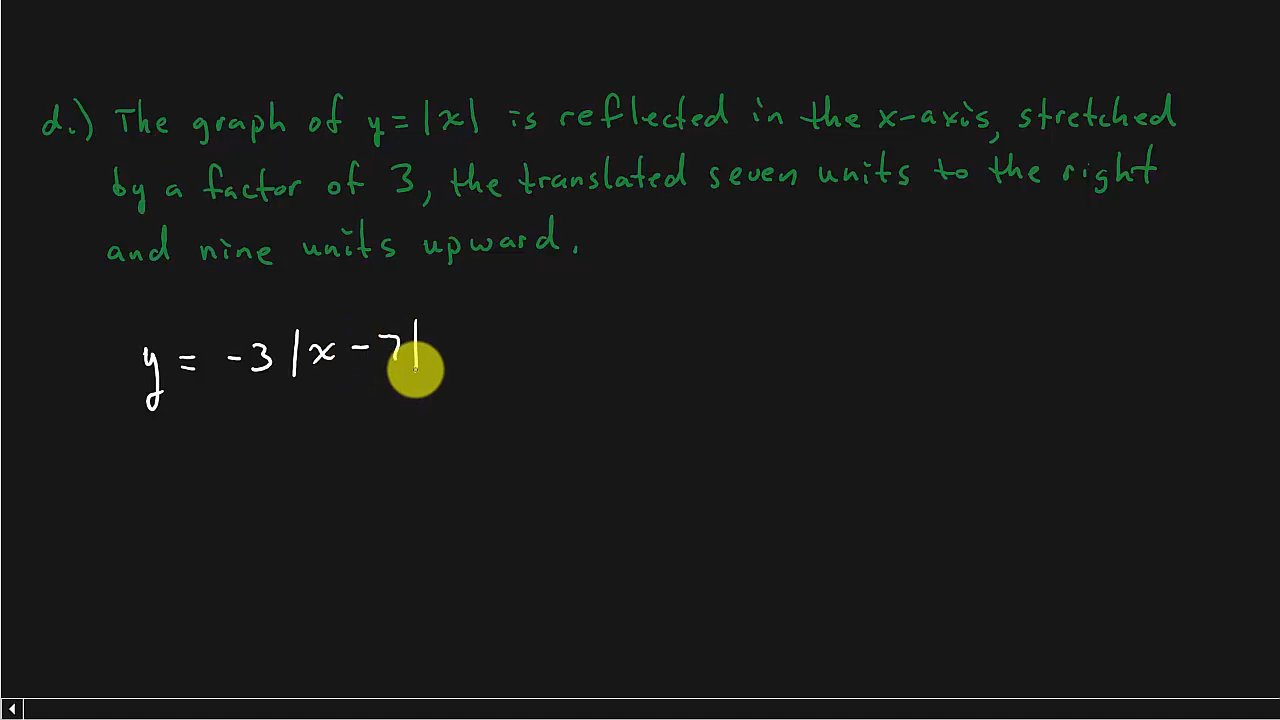 d.) The graph of y = |x| is reflected in the x-axis, stretched
by a factor of 3, the translated seven units to the right
and nine units upward.
y = -3 |x - 7|